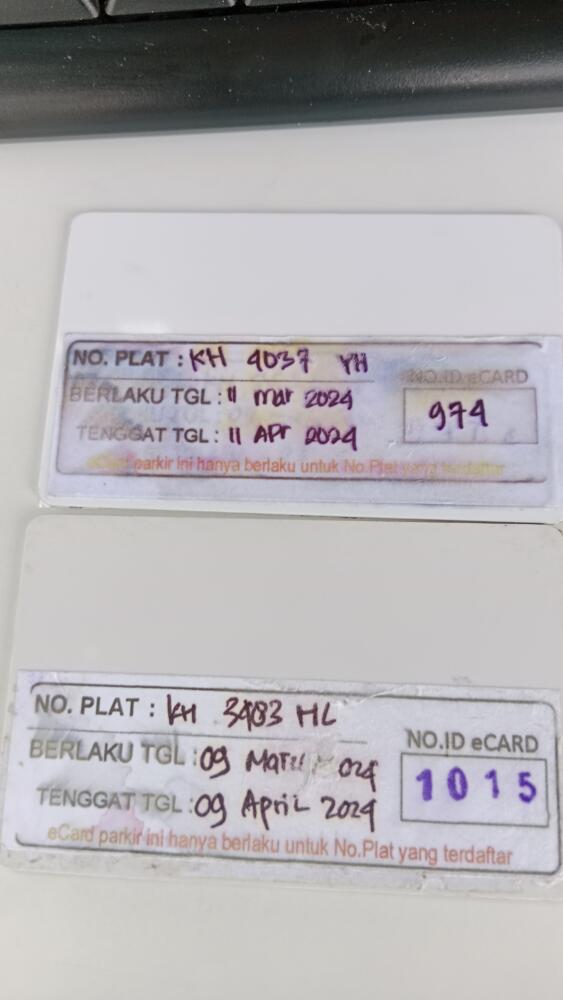 NO. PLAT : KH 4037 YH
BERLAKU TGL : 11 Mar 2024
TENGGAT TGL : 11 APr 2024
NO.ID eCARD
974
eCard parkir ini hanya berlaku untuk No.Plat yang terdaftar
NO. PLAT : KH 3483 HL
BERLAKU TGL : 09 024
TENGGAT TGL : 09 April 2024
NO.ID eCARD
1015
eCard parkir ini hanya berlaku untuk No.Plat yang terdaftar